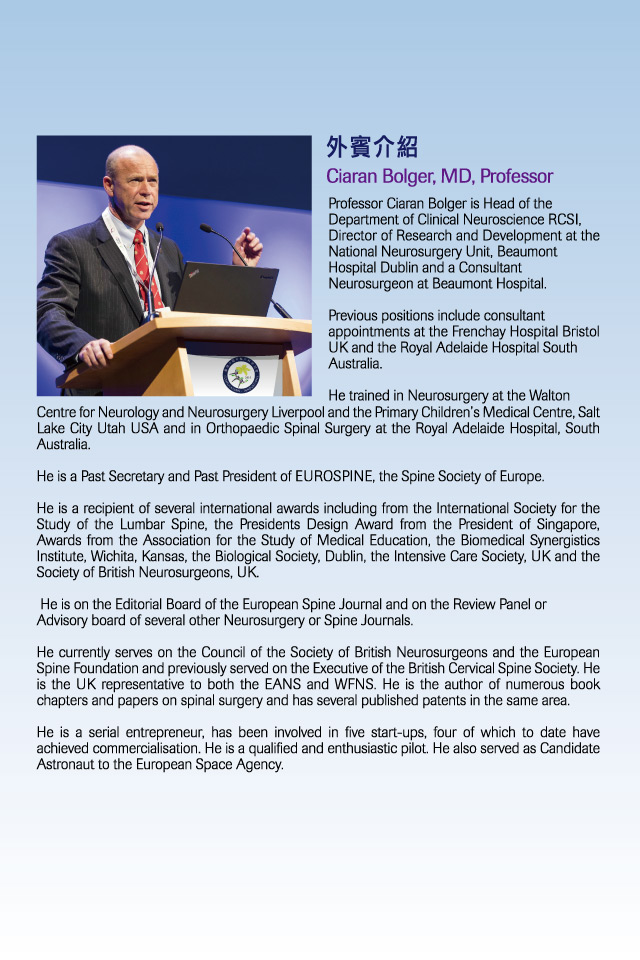 外賓介紹
Ciaran Bolger, MD, Professor
Professor Ciaran Bolger is Head of the
Department of Clinical Neuroscience RCSI,
Director of Research and Development at the
National Neurosurgery Unit, Beaumont
Hospital Dublin and a Consultant
Neurosurgeon at Beaumont Hospital.
Previous positions include consultant
appointments at the Frenchay Hospital Bristol
UK and the Royal Adelaide Hospital South
Australia.
He trained in Neurosurgery at the Walton
Centre for Neurology and Neurosurgery Liverpool and the Primary Children's Medical Centre, Salt
Lake City Utah USA and in Orthopaedic Spinal Surgery at the Royal Adelaide Hospital, South
Australia.
He is a Past Secretary and Past President of EUROSPINE, the Spine Society of Europe.
He is a recipient of several international awards including from the International Society for the
Study of the Lumbar Spine, the Presidents Design Award from the President of Singapore,
Awards from the Association for the Study of Medical Education, the Biomedical Synergistics
Institute, Wichita, Kansas, the Biological Society, Dublin, the Intensive Care Society, UK and the
Society of British Neurosurgeons, UK.
He is on the Editorial Board of the European Spine Journal and on the Review Panel or
Advisory board of several other Neurosurgery or Spine Journals.
He currently serves on the Council of the Society of British Neurosurgeons and the European
Spine Foundation and previously served on the Executive of the British Cervical Spine Society. He
is the UK representative to both the EANS and WFNS. He is the author of numerous book
chapters and papers on spinal surgery and has several published patents in the same area.
He is a serial entrepreneur, has been involved in five start-ups, four of which to date have
achieved commercialisation. He is a qualified and enthusiastic pilot. He also served as Candidate
Astronaut to the European Space Agency.